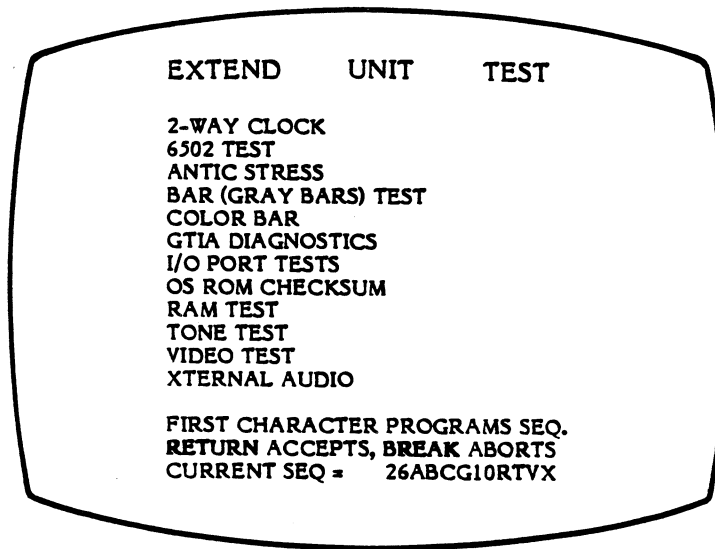 EXTEND UNIT TEST
2-WAY CLOCK
6502 TEST
ANTIC STRESS
BAR (GRAY BARS) TEST
COLOR BAR
GTIA DIAGNOSTICS
I/O PORT TESTS
OS ROM CHECKSUM
RAM TEST
TONE TEST
VIDEO TEST
XTERNAL AUDIO
FIRST CHARACTER PROGRAMS SEQ.
RETURN ACCEPTS, BREAK ABORTS
CURRENT SEQ = 26ABCG10RTVX